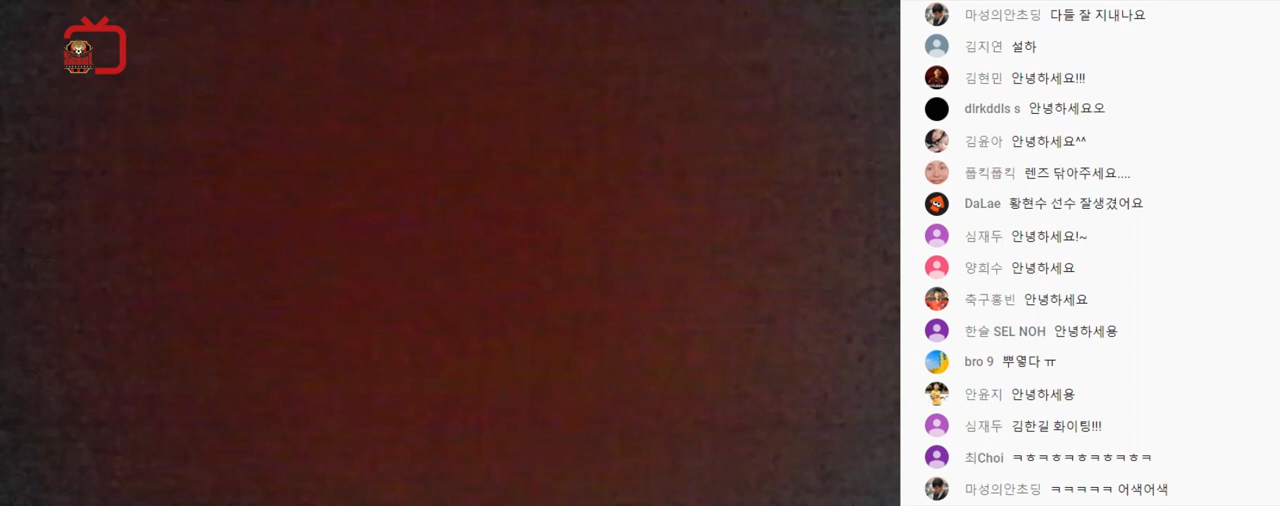 마성의안초딩 다들 잘 지내나요
김지연 설하
김현민 안녕하세요!!!
dlrkddls s 안녕하세요오
김윤아 안녕하세요^^
풉킥풉킥 렌즈 닦아주세요....
DaLae 황현수 선수 잘생겼어요
심재두 안녕하세요!~
양희수 안녕하세요
축구홍빈 안녕하세요
한슬 SEL NOH 안녕하세용
bro 9 뿌옇다 ㅠ
안윤지 안녕하세용
심재두 김한길 화이팅!!!
최Choi ㅋㅎㅋㅎㅋㅎㅋㅎㅋㅎㅋ
마성의안초딩 ㅋㅋㅋㅋㅋ 어색어색